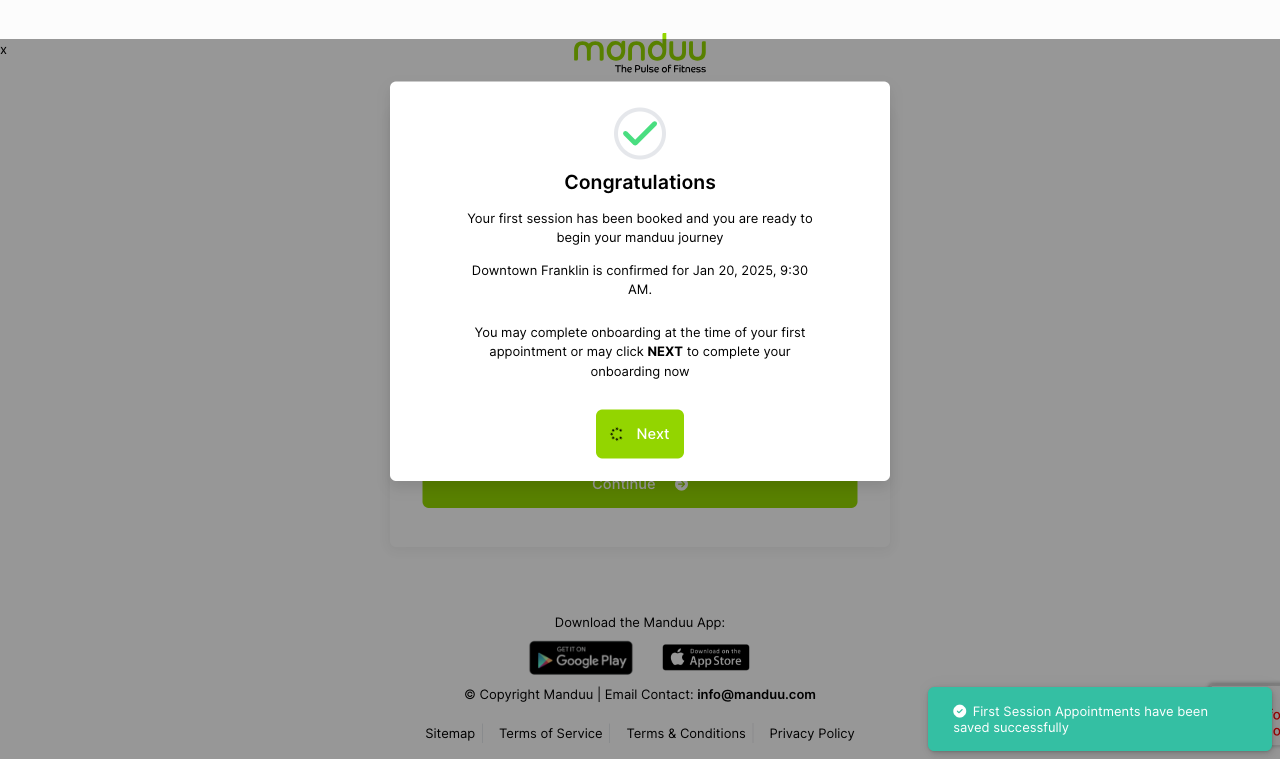 x
manduu
The Pulse of Fitness
Congratulations
Your first session has been booked and you are ready to
begin your manduu journey
Downtown Franklin is confirmed for Jan 20, 2025, 9:30
AM.
You may complete onboarding at the time of your first
appointment or may click NEXT to complete your
onboarding now
Next
Continue
Download the Manduu App:
GET IT ON
Google Play
Download on the
App Store
© Copyright Manduu | Email Contact: info@manduu.com
Sitemap
Terms of Service
Terms & Conditions
Privacy Policy
First Session Appointments have been
saved successfully